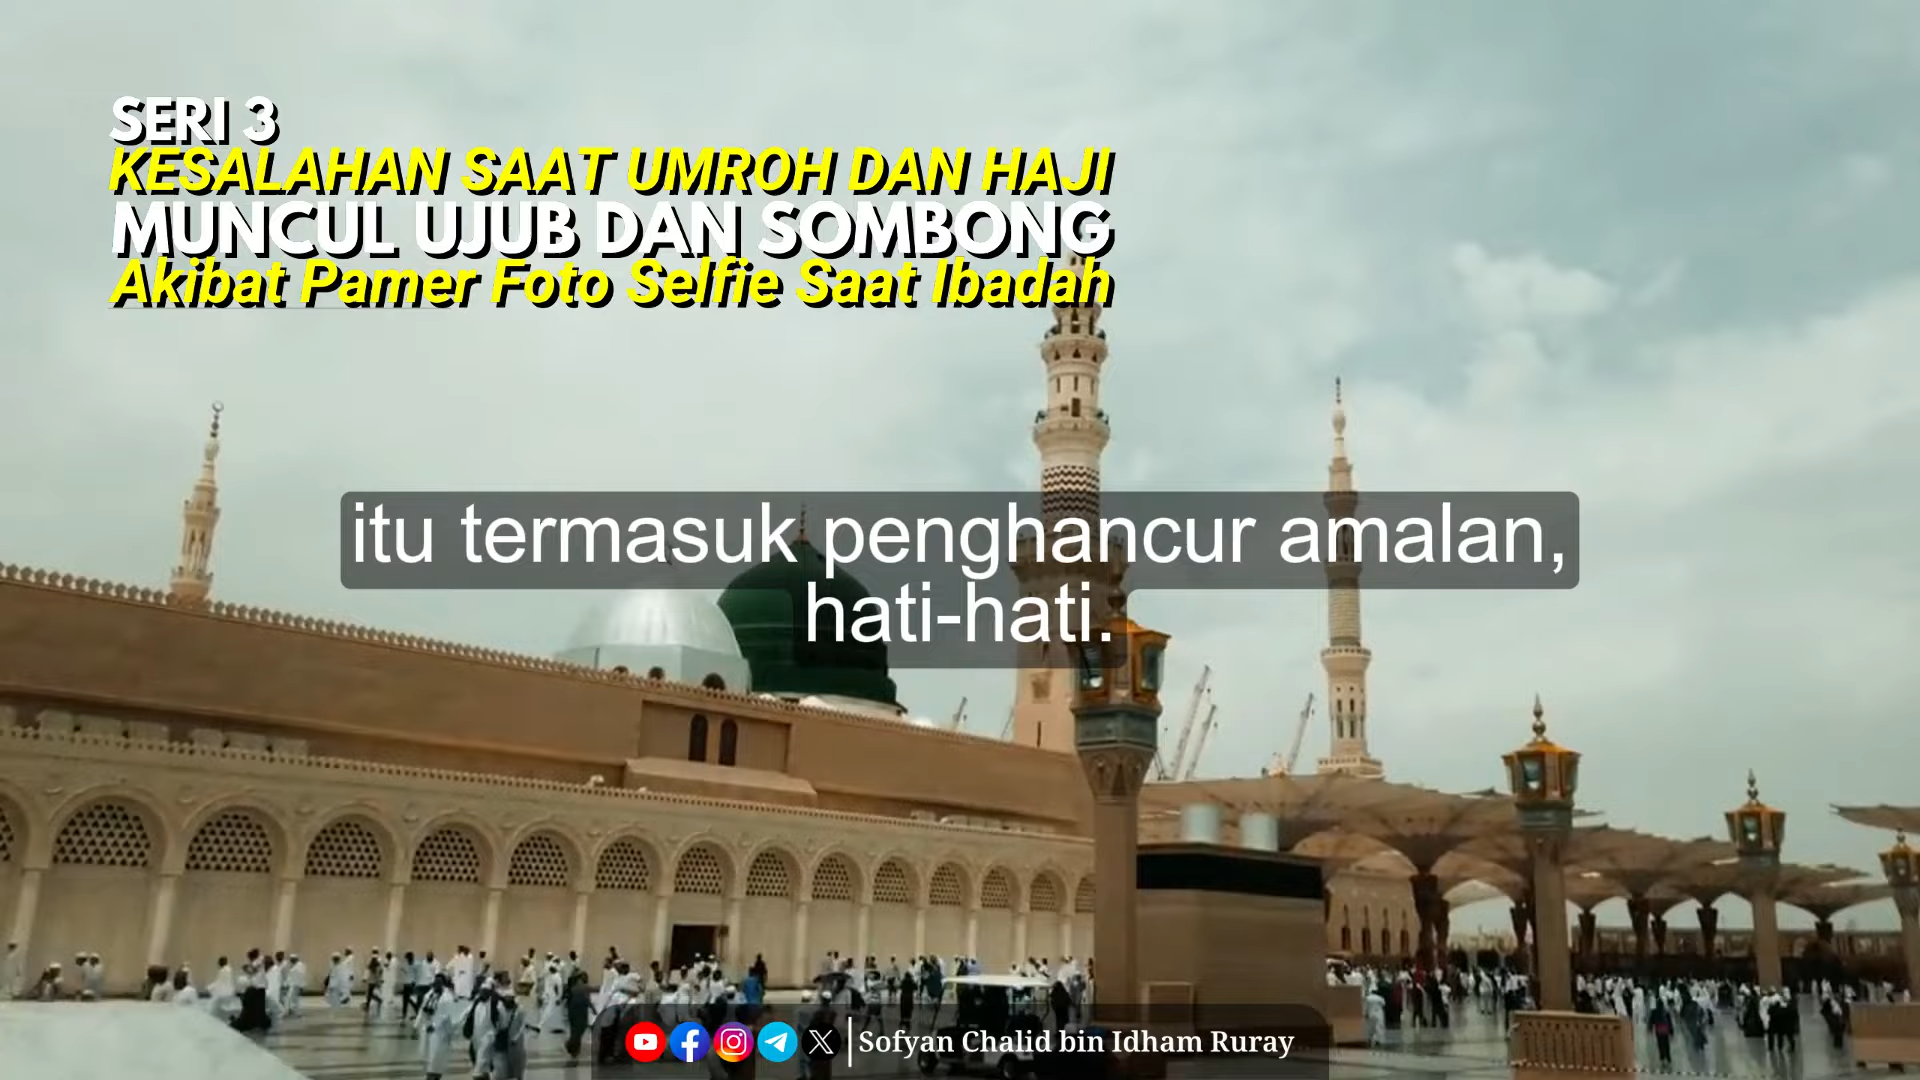 SERI 3
KESALAHAN SAAT UMROH DAN HAJI
MUNCUL UJUB DAN SOMBONG
Akibat Pamer Foto Selfie Saat Ibadah
itu termasuk penghancur amalan,
hati-hati.
Sofyan Chalid bin Idham Ruray